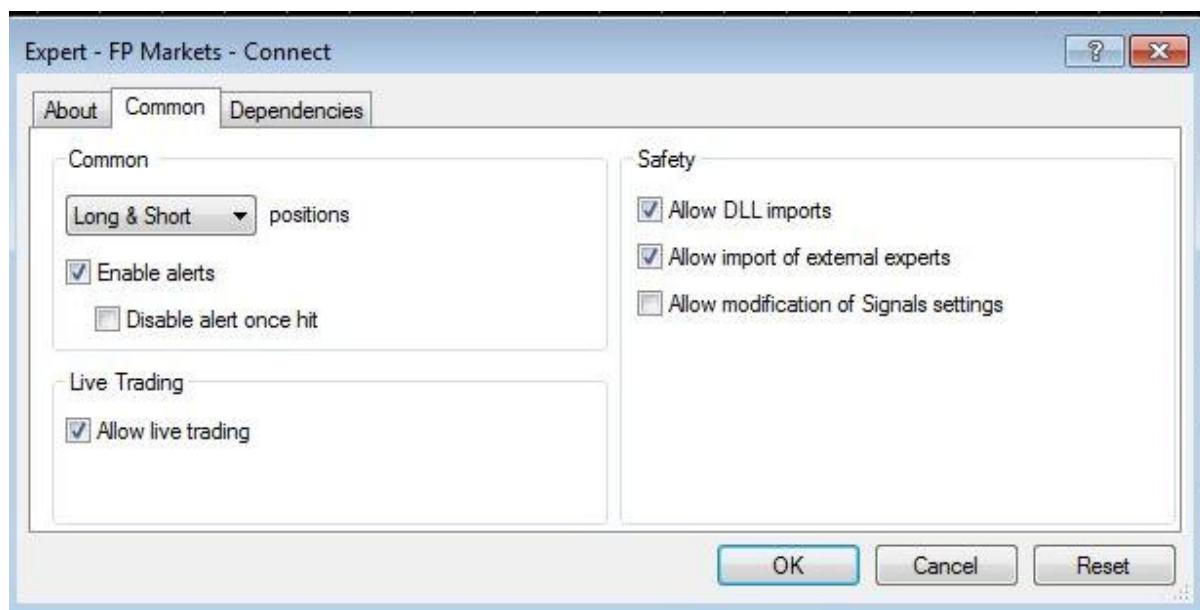 Expert - FP Markets - Connect
About Common Dependencies
Common
Long & Short positions
Enable alerts
Disable alert once hit
Live Trading
Allow live trading
Safety
Allow DLL imports
Allow import of external experts
Allow modification of Signals settings
OK Cancel Reset